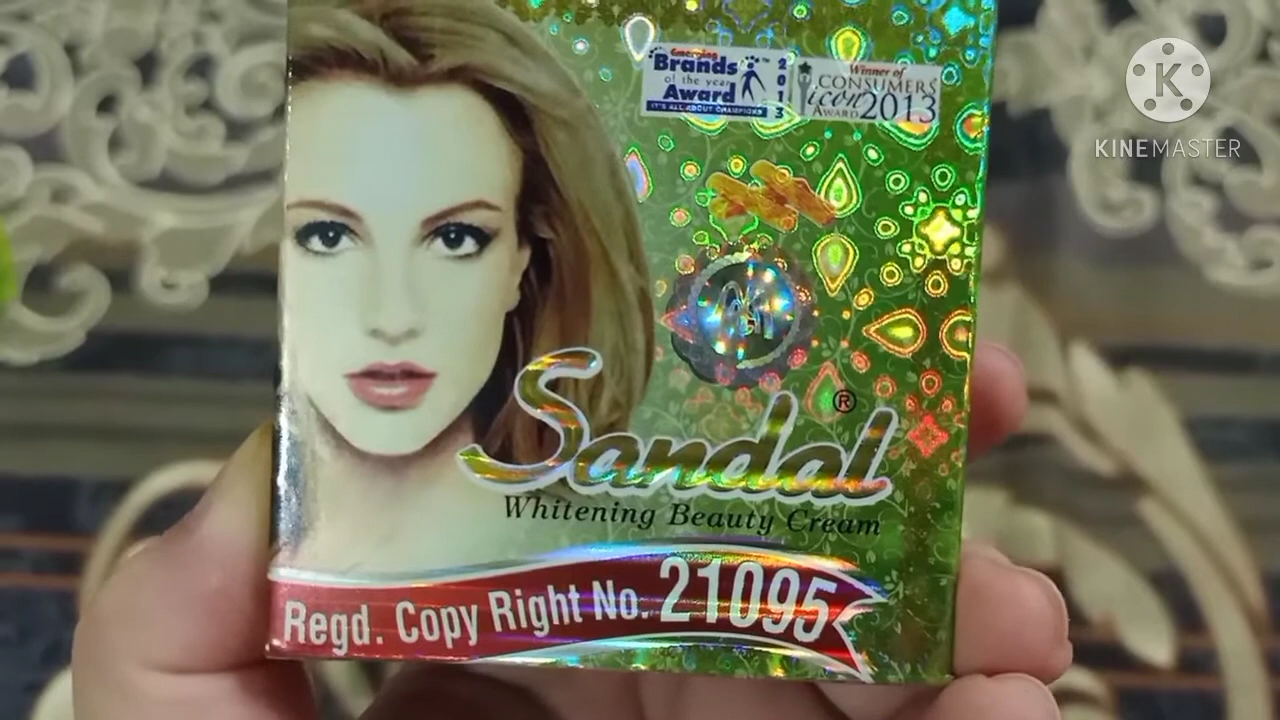 Emerging
Brands
of the year
Award
IT'S ALL ABOUT CHAMPIONS
2013
Winner of
CONSUMERS
icon 2013
AWARD
K
KINEMASTER
Sandal ®
Whitening Beauty Cream
Regd. Copy Right No. 21095